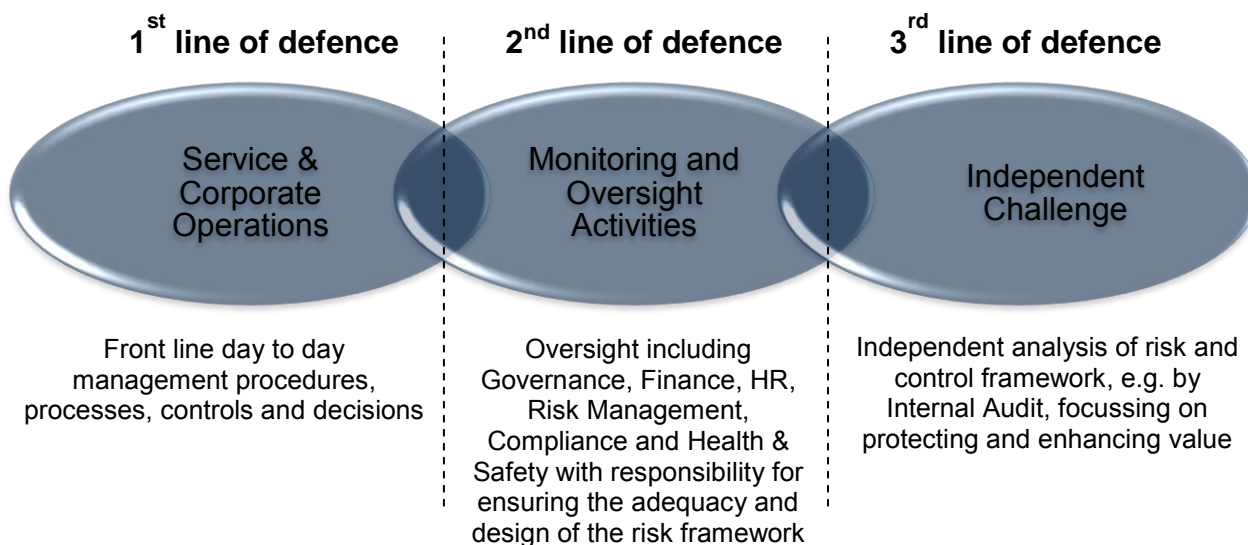 1st line of defence
2nd line of defence
3rd line of defence
Service &
Corporate
Operations
Monitoring and
Oversight
Activities
Independent
Challenge
Front line day to day
management procedures,
processes, controls and decisions
Oversight including
Governance, Finance, HR,
Risk Management,
Compliance and Health &
Safety with responsibility for
ensuring the adequacy and
design of the risk framework
Independent analysis of risk and
control framework, e.g. by
Internal Audit, focussing on
protecting and enhancing value